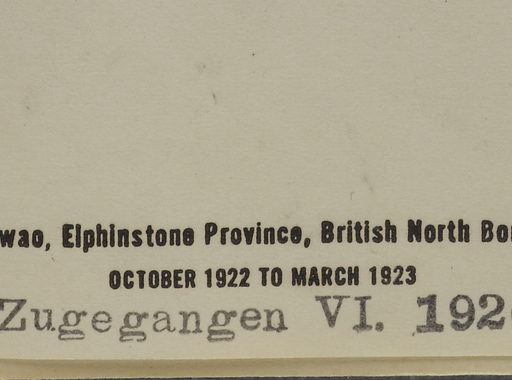 wao, Elphinstone Province, British North Bo
OCTOBER 1922 TO MARCH 1923
Zugegangen VI. 192